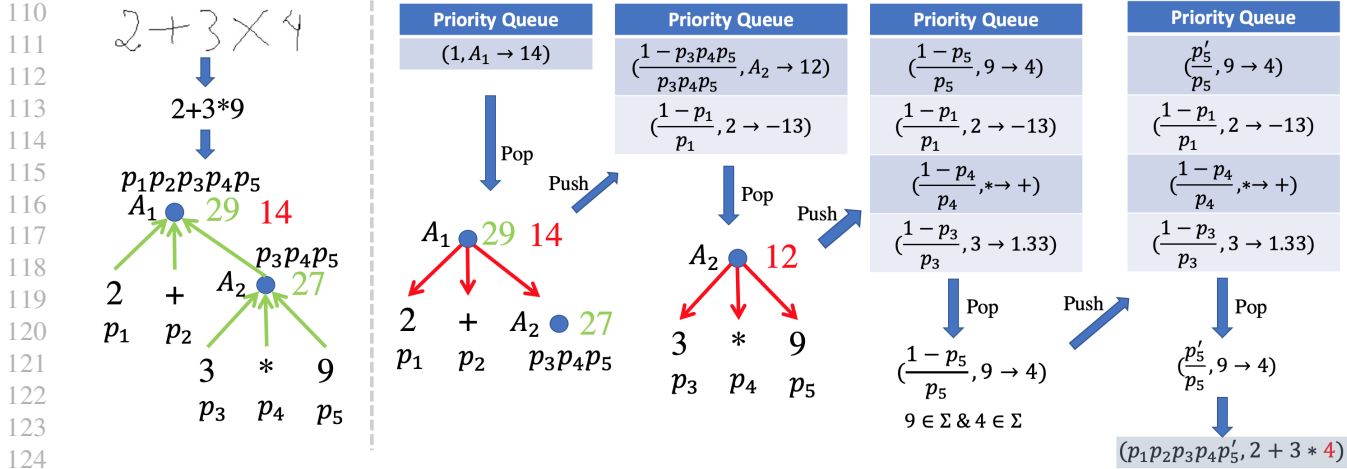 110
111
112
113
114
115
116
117
118
119
120
121
122
123
124
2+3×4
2+3*9
p₁p₂p₃p₄p₅
A₁ 29 14
p₃p₄p₅
A₂ 27
2 +
p₁ p₂
3 * 9
p₃ p₄ p₅
Priority Queue
(1, A₁ → 14)
Pop
Push
A₁ 29 14
2 + A₂ 27
p₁ p₂ p₃p₄p₅
Priority Queue
((1 − p₃p₄p₅)/(p₃p₄p₅), A₂ → 12)
((1 − p₁)/p₁, 2 → −13)
Pop
Push
A₂ 12
3 * 9
p₃ p₄ p₅
Priority Queue
((1 − p₅)/p₅, 9 → 4)
((1 − p₁)/p₁, 2 → −13)
((1 − p₄)/p₄, *→ +)
((1 − p₃)/p₃, 3 → 1.33)
Pop
Push
((1 − p₅)/p₅, 9 → 4)
9 ∈ Σ & 4 ∈ Σ
Priority Queue
(p₅′/p₅, 9 → 4)
((1 − p₁)/p₁, 2 → −13)
((1 − p₄)/p₄, *→ +)
((1 − p₃)/p₃, 3 → 1.33)
Pop
(p₅′/p₅, 9 → 4)
(p₁p₂p₃p₄p₅′, 2 + 3 * 4)